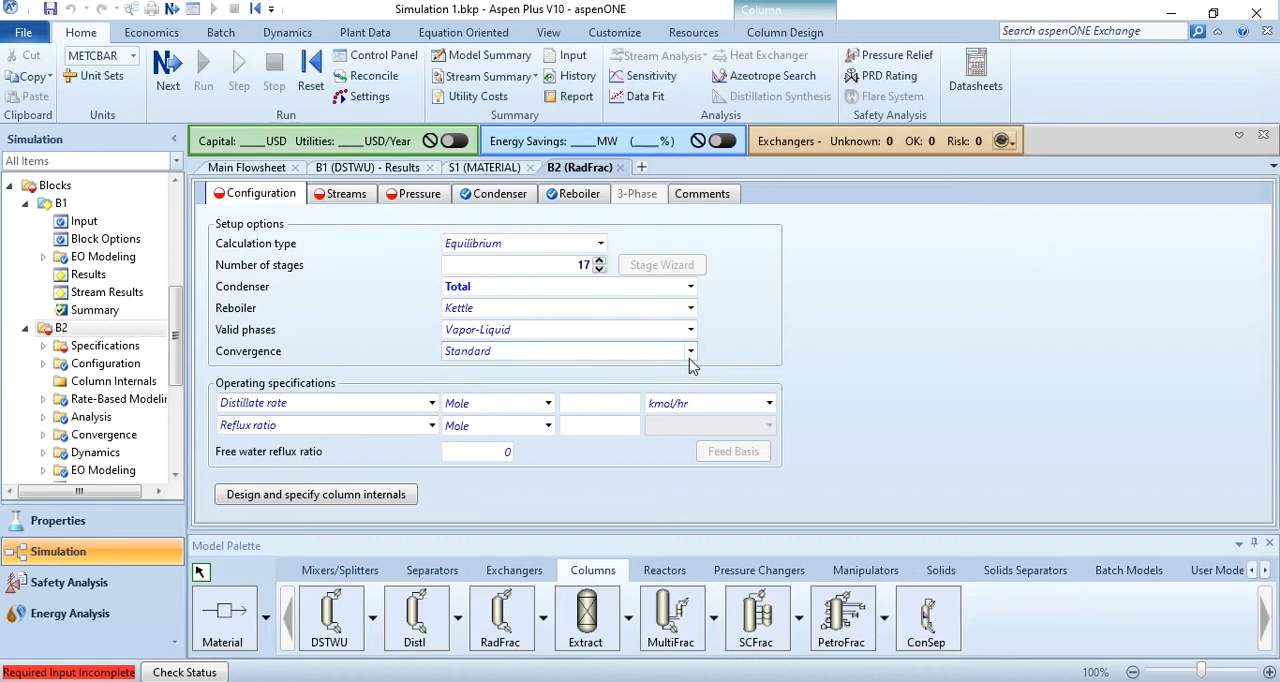 Simulation 1.bkp - Aspen Plus V10 - aspenONE
Column
File
Home
Economics
Batch
Dynamics
Plant Data
Equation Oriented
View
Customize
Resources
Column Design
Search aspenONE Exchange
Cut
METCBAR
Control Panel
Model Summary
Input
Stream Analysis
Heat Exchanger
Pressure Relief
Copy
Unit Sets
Reconcile
Stream Summary
History
Sensitivity
Azeotrope Search
PRD Rating
Next
Run
Step
Stop
Reset
Datasheets
Paste
Settings
Utility Costs
Report
Data Fit
Distillation Synthesis
Flare System
Clipboard
Units
Run
Summary
Analysis
Safety Analysis
Simulation
Capital: ____USD Utilities: ____USD/Year
Energy Savings: ____MW (____%)
Exchangers - Unknown: 0 OK: 0 Risk: 0
All Items
Main Flowsheet
B1 (DSTWU) - Results
S1 (MATERIAL)
B2 (RadFrac)
Blocks
B1
Input
Block Options
EO Modeling
Results
Stream Results
Summary
B2
Specifications
Configuration
Column Internals
Rate-Based Modelin
Analysis
Convergence
Dynamics
EO Modeling
Configuration
Streams
Pressure
Condenser
Reboiler
3-Phase
Comments
Setup options
Calculation type Equilibrium
Number of stages 17 Stage Wizard
Condenser Total
Reboiler Kettle
Valid phases Vapor-Liquid
Convergence Standard
Operating specifications
Distillate rate Mole kmol/hr
Reflux ratio Mole
Free water reflux ratio 0 Feed Basis
Design and specify column internals
Properties
Simulation
Safety Analysis
Energy Analysis
Model Palette
Mixers/Splitters
Separators
Exchangers
Columns
Reactors
Pressure Changers
Manipulators
Solids
Solids Separators
Batch Models
User Mode
Material
DSTWU
Distl
RadFrac
Extract
MultiFrac
SCFrac
PetroFrac
ConSep
Required Input Incomplete
Check Status
100%